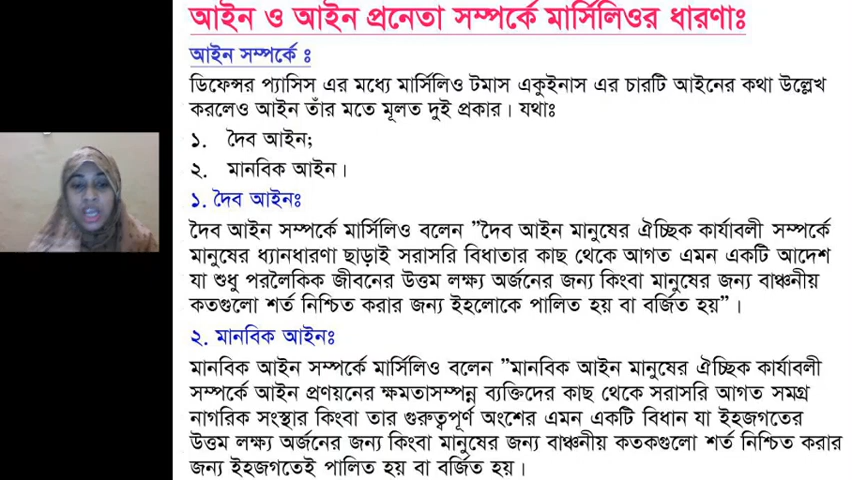 আইন ও আইন প্রনেতা সম্পর্কে মার্সিলিওর ধারণাঃ
আইন সম্পর্কে ঃ
ডিফেন্সর প্যাসিস এর মধ্যে মার্সিলিও টমাস একুইনাস এর চারটি আইনের কথা উল্লেখ
করলেও আইন তাঁর মতে মূলত দুই প্রকার। যথাঃ
১. দৈব আইন;
২. মানবিক আইন।
১. দৈব আইনঃ
দৈব আইন সম্পর্কে মার্সিলিও বলেন ”দৈব আইন মানুষের ঐচ্ছিক কার্যাবলী সম্পর্কে
মানুষের ধ্যানধারণা ছাড়াই সরাসরি বিধাতার কাছ থেকে আগত এমন একটি আদেশ
যা শুধু পরলৈকিক জীবনের উত্তম লক্ষ্য অর্জনের জন্য কিংবা মানুষের জন্য বাঞ্চনীয়
কতগুলো শর্ত নিশ্চিত করার জন্য ইহলোকে পালিত হয় বা বর্জিত হয়”।
২. মানবিক আইনঃ
মানবিক আইন সম্পর্কে মার্সিলিও বলেন ”মানবিক আইন মানুষের ঐচ্ছিক কার্যাবলী
সম্পর্কে আইন প্রণয়নের ক্ষমতাসম্পন্ন ব্যক্তিদের কাছ থেকে সরাসরি আগত সমগ্র
নাগরিক সংস্থার কিংবা তার গুরুত্বপূর্ণ অংশের এমন একটি বিধান যা ইহজগতের
উত্তম লক্ষ্য অর্জনের জন্য কিংবা মানুষের জন্য বাঞ্চনীয় কতকগুলো শর্ত নিশ্চিত করার
জন্য ইহজগতেই পালিত হয় বা বর্জিত হয়।